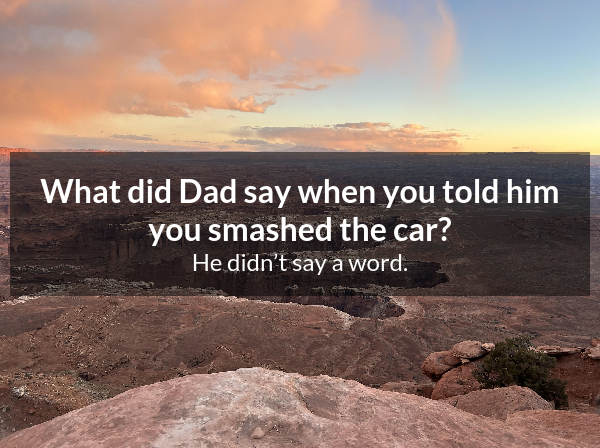 What did Dad say when you told him
you smashed the car?
He didn’t say a word.